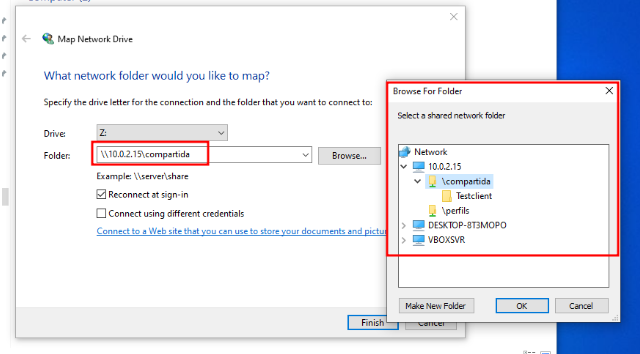 Map Network Drive
What network folder would you like to map?
Specify the drive letter for the connection and the folder that you want to connect to:
Drive: Z:
Folder: \\10.0.2.15\compartida Browse...
Example: \\server\share
Reconnect at sign-in
Connect using different credentials
Connect to a Web site that you can use to store your documents and
Finish Cancel
Browse For Folder
Select a shared network folder
Network
10.0.2.15
\compartida
Testclient
\perfils
DESKTOP-8T3MOPO
VBOXSVR
Make New Folder OK Cancel